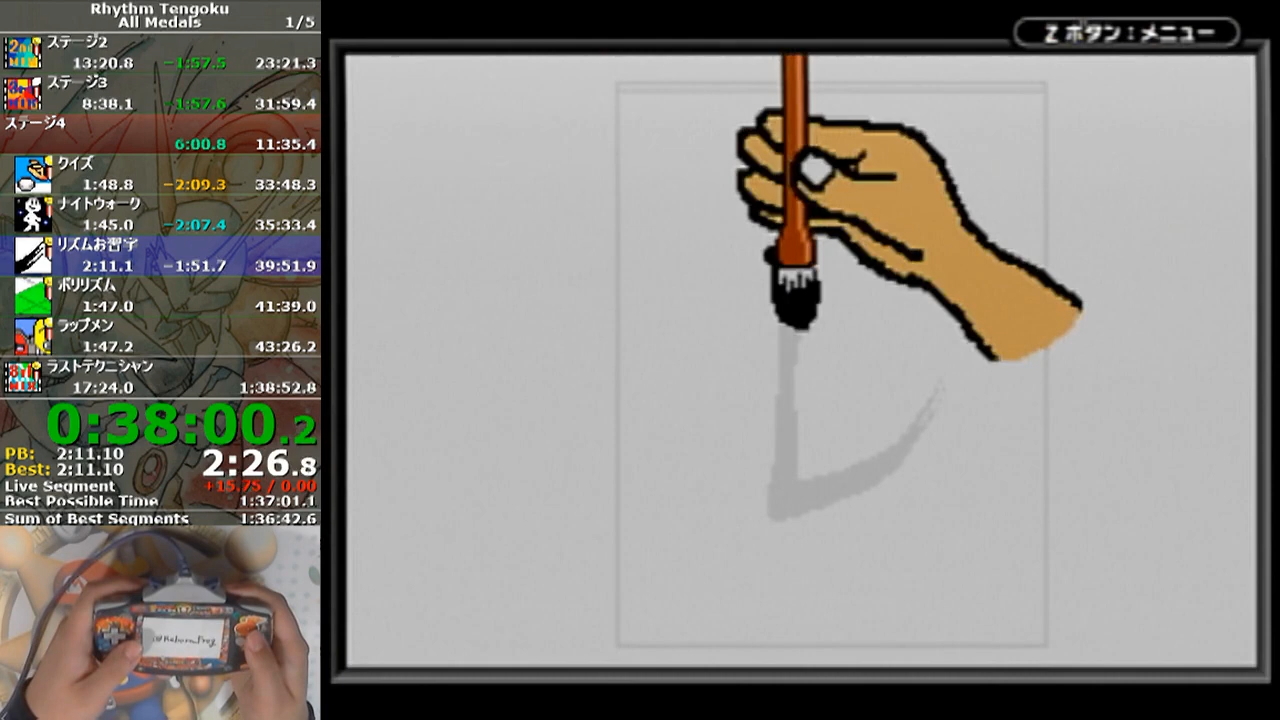 Rhythm Tengoku
All Medals 1/5
Z ボタン：メニュー
ステージ2
13:20.8 -1:57.5 23:21.3
ステージ3
8:38.1 -1:57.6 31:59.4
ステージ4
6:00.8 11:35.4
クイズ
1:48.8 -2:09.3 33:48.3
ナイトウォーク
1:45.0 -2:07.4 35:33.4
リズムお習字
2:11.1 -1:51.7 39:51.9
ポリリズム
1:47.0 41:39.0
ラップメン
1:47.2 43:26.2
ラストテクニシャン
17:24.0 1:38:52.8
0:38:00.2
PB: 2:11.10
Best: 2:11.10 2:26.8
Live Segment +15.75 / 0.00
Best Possible Time 1:37:01.1
Sum of Best Segments 1:36:42.6